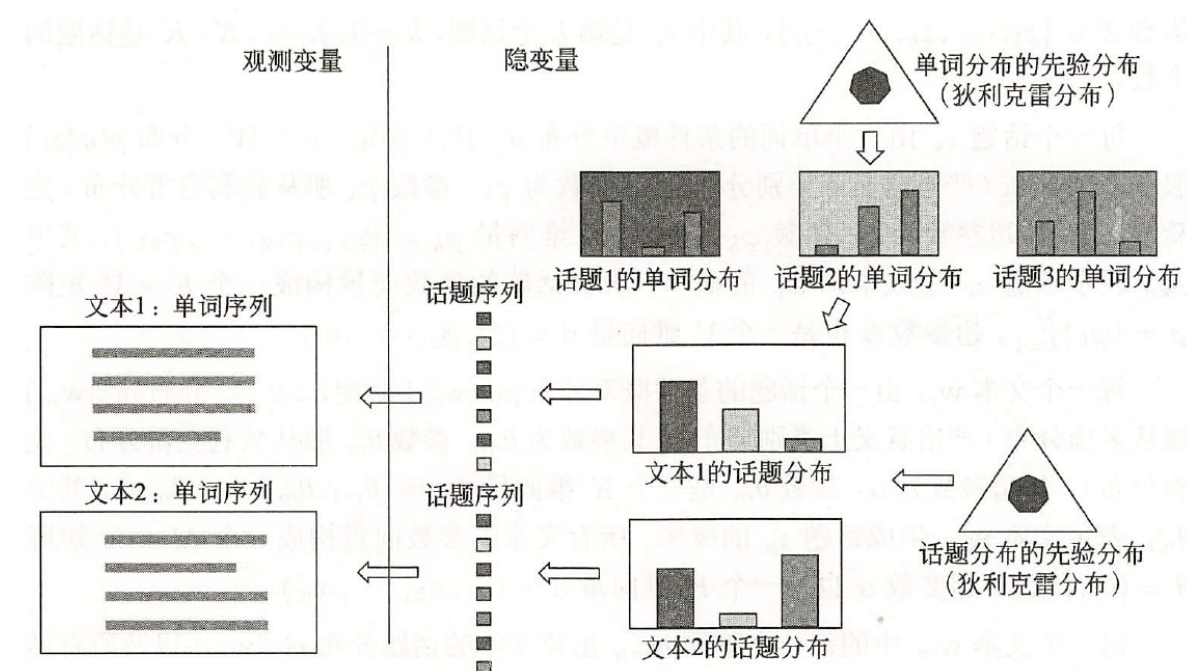 观测变量
隐变量
单词分布的先验分布
（狄利克雷分布）
话题1的单词分布
话题2的单词分布
话题3的单词分布
文本1：单词序列
话题序列
文本1的话题分布
文本2：单词序列
话题序列
话题分布的先验分布
（狄利克雷分布）
文本2的话题分布